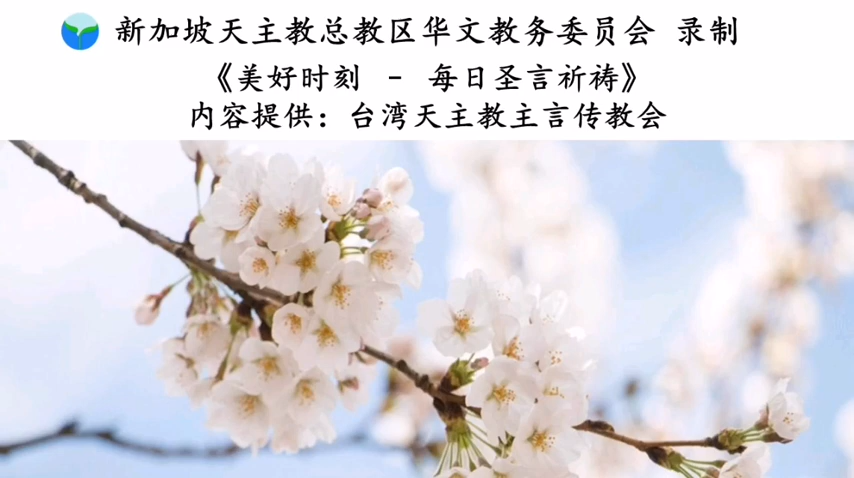 新加坡天主教总教区华文教务委员会 录制
《美好时刻 - 每日圣言祈祷》
内容提供：台湾天主教主言传教会